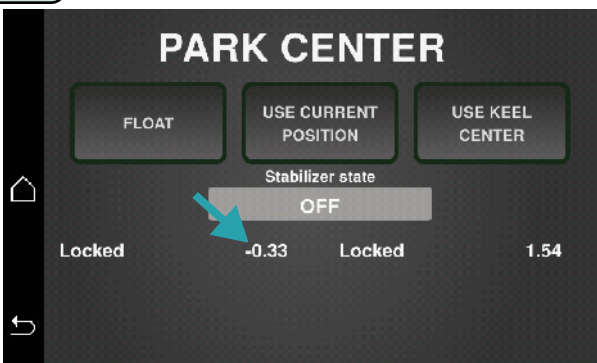 PARK CENTER
FLOAT
USE CURRENT
POSITION
USE KEEL
CENTER
Stabilizer state
OFF
Locked -0.33 Locked 1.54